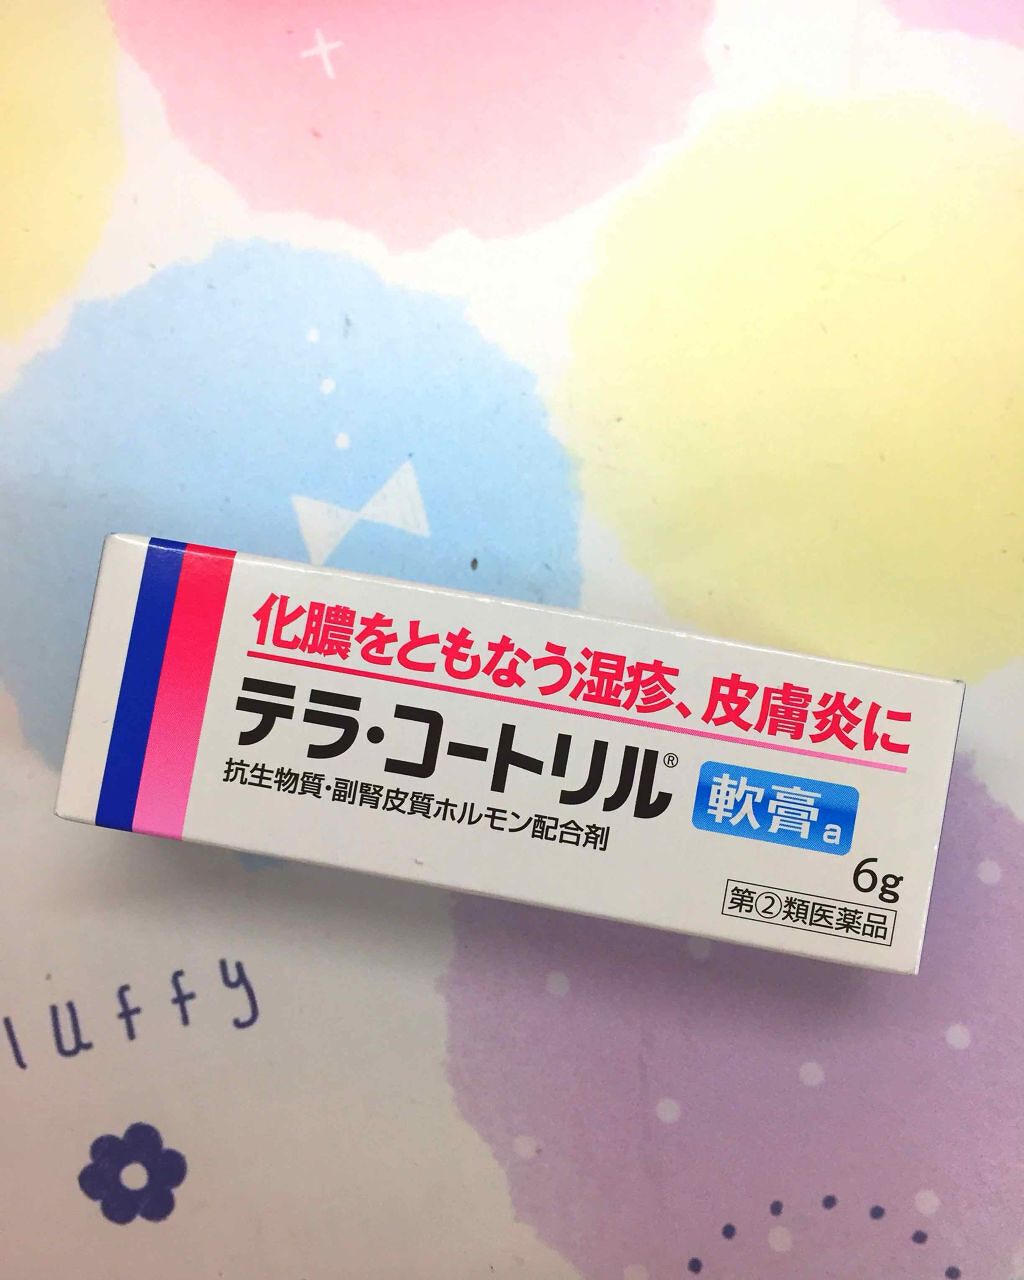 化膿をともなう湿疹、皮膚炎に
テラ・コートリル®
軟膏a
抗生物質・副腎皮質ホルモン配合剤
6g
第②類医薬品
luffy